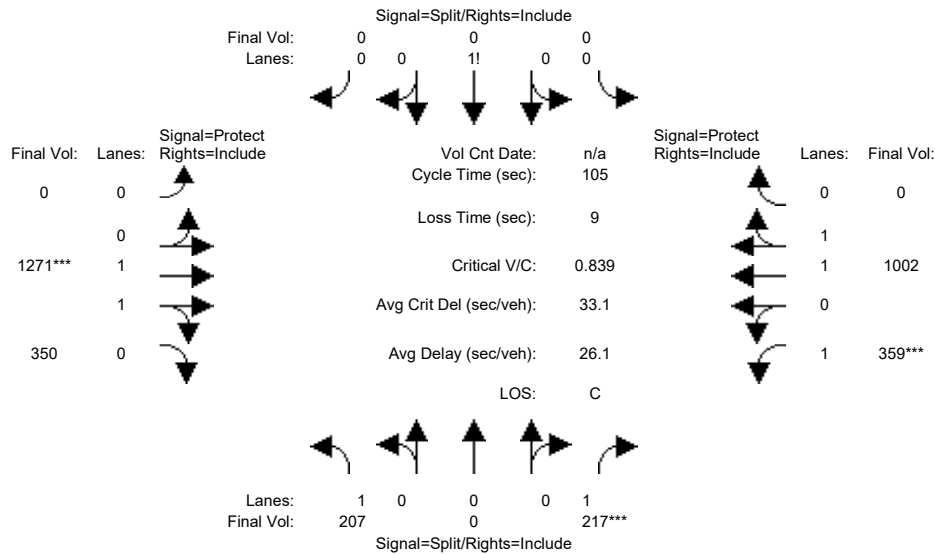 Signal=Split/Rights=Include
Final Vol: 0 0 0
Lanes: 0 0 1! 0 0
Signal=Protect Signal=Protect
Final Vol: Lanes: Rights=Include Vol Cnt Date: n/a Rights=Include Lanes: Final Vol:
Cycle Time (sec): 105
0 0 0 0
Loss Time (sec): 9
0 1
1271*** 1 Critical V/C: 0.839 1 1002
1 Avg Crit Del (sec/veh): 33.1 0
350 0 Avg Delay (sec/veh): 26.1 1 359***
LOS: C
Lanes: 1 0 0 0 1
Final Vol: 207 0 217***
Signal=Split/Rights=Include